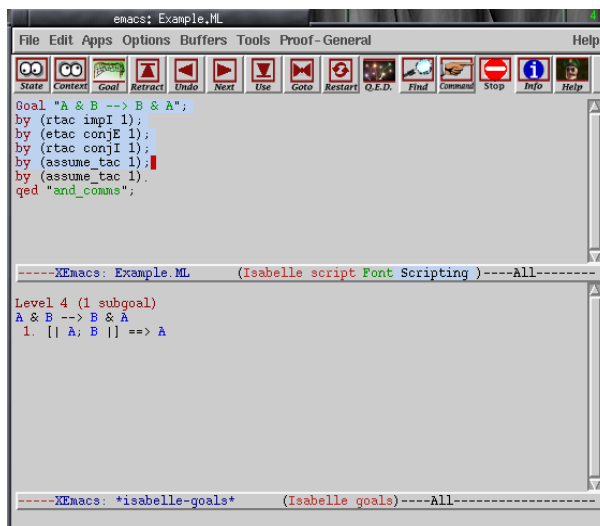 emacs: Example.ML
4
File Edit Apps Options Buffers Tools Proof-General Help
State Context Goal Retract Undo Next Use Goto Restart Q.E.D. Find Command Stop Info Help
Goal "A & B --> B & A";
by (rtac impI 1);
by (etac conjE 1);
by (rtac conjI 1);
by (assume_tac 1);
by (assume_tac 1).
qed "and_comms";
-----XEmacs: Example.ML (Isabelle script Font Scripting )----All--------
Level 4 (1 subgoal)
A & B --> B & A
1. [| A; B |] ==> A
-----XEmacs: *isabelle-goals* (Isabelle goals)----All-------------------